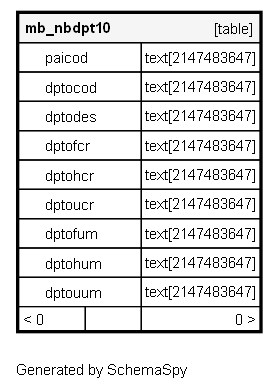 mb_nbdpt10 [table]
paicod text[2147483647]
dptocod text[2147483647]
dptodes text[2147483647]
dptofcr text[2147483647]
dptohcr text[2147483647]
dptoucr text[2147483647]
dptofum text[2147483647]
dptohum text[2147483647]
dptouum text[2147483647]
< 0 0 >
Generated by SchemaSpy